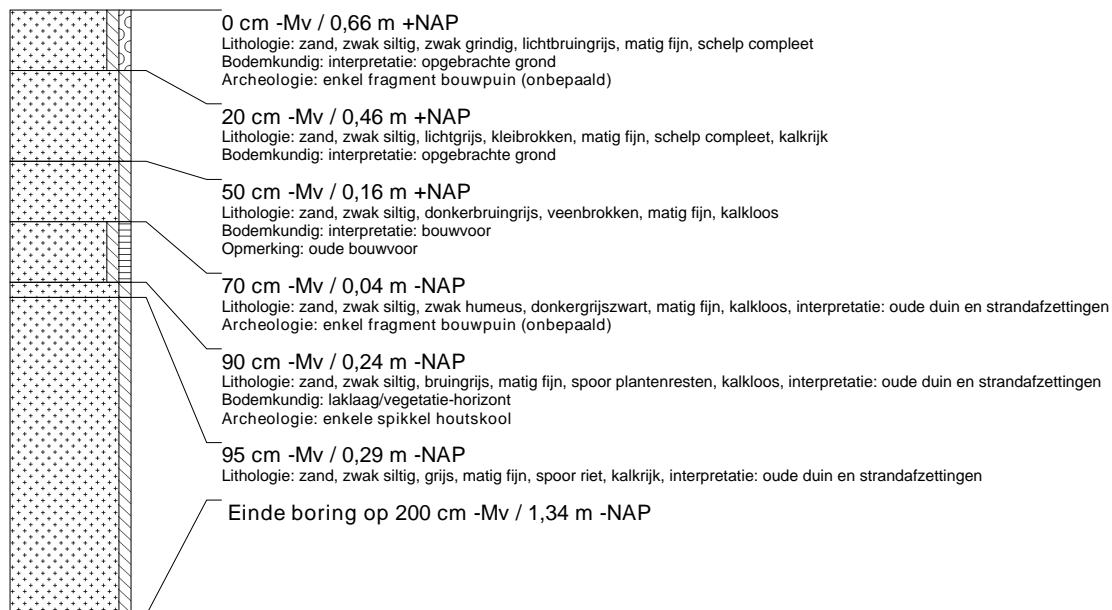 0 cm -Mv / 0,66 m +NAP
Lithologie: zand, zwak siltig, zwak grindig, lichtbruingrijs, matig fijn, schelp compleet
Bodemkundig: interpretatie: opgebrachte grond
Archeologie: enkel fragment bouwpuin (onbepaald)
20 cm -Mv / 0,46 m +NAP
Lithologie: zand, zwak siltig, lichtgrijs, kleibrokken, matig fijn, schelp compleet, kalkrijk
Bodemkundig: interpretatie: opgebrachte grond
50 cm -Mv / 0,16 m +NAP
Lithologie: zand, zwak siltig, donkerbruingrijs, veenbrokken, matig fijn, kalkloos
Bodemkundig: interpretatie: bouwvoor
Opmerking: oude bouwvoor
70 cm -Mv / 0,04 m -NAP
Lithologie: zand, zwak siltig, zwak humeus, donkergrijszwart, matig fijn, kalkloos, interpretatie: oude duin en strandafzettingen
Archeologie: enkel fragment bouwpuin (onbepaald)
90 cm -Mv / 0,24 m -NAP
Lithologie: zand, zwak siltig, bruingrijs, matig fijn, spoor plantenresten, kalkloos, interpretatie: oude duin en strandafzettingen
Bodemkundig: laklaag/vegetatie-horizont
Archeologie: enkele spikkel houtskool
95 cm -Mv / 0,29 m -NAP
Lithologie: zand, zwak siltig, grijs, matig fijn, spoor riet, kalkrijk, interpretatie: oude duin en strandafzettingen
Einde boring op 200 cm -Mv / 1,34 m -NAP